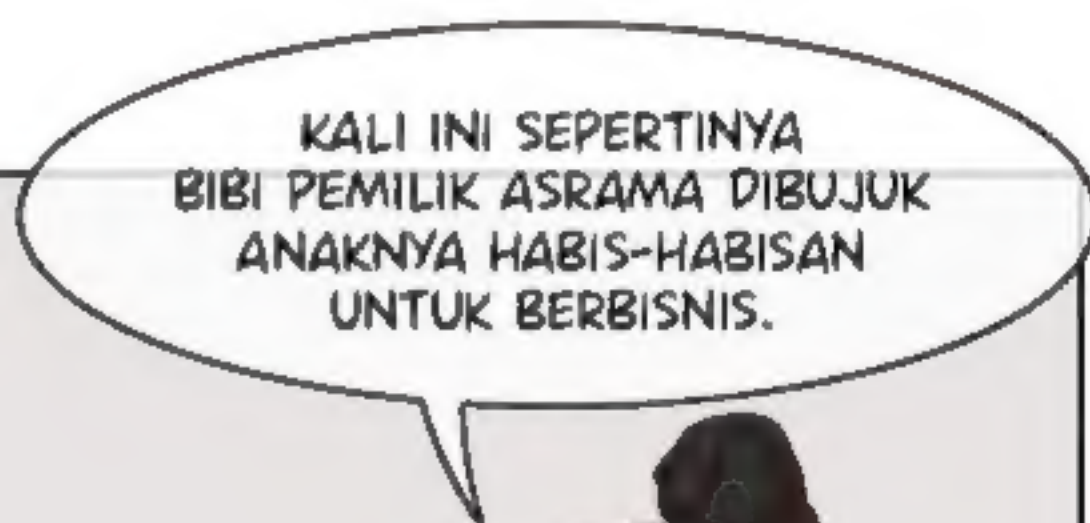 KALI INI SEPERTINYA
BIBI PEMILIK ASRAMA DIBUJUK
ANAKNYA HABIS-HABISAN
UNTUK BERBISNIS.